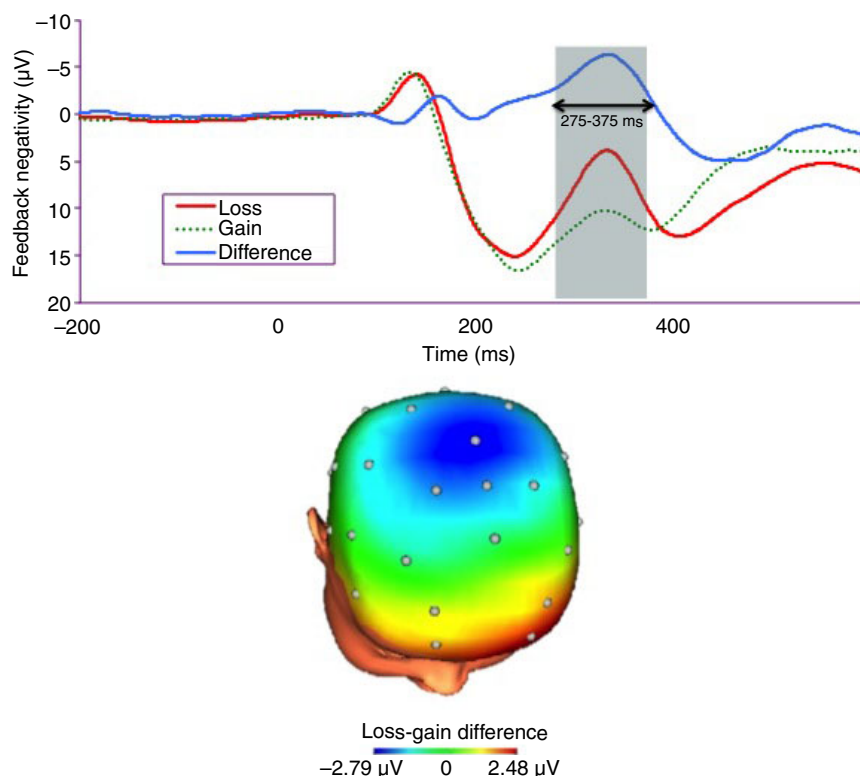 Feedback negativity (µV)
–10
–5
0
5
10
15
20
275-375 ms
Loss
Gain
Difference
–200
0
200
400
Time (ms)
Loss-gain difference
–2.79 µV 0 2.48 µV